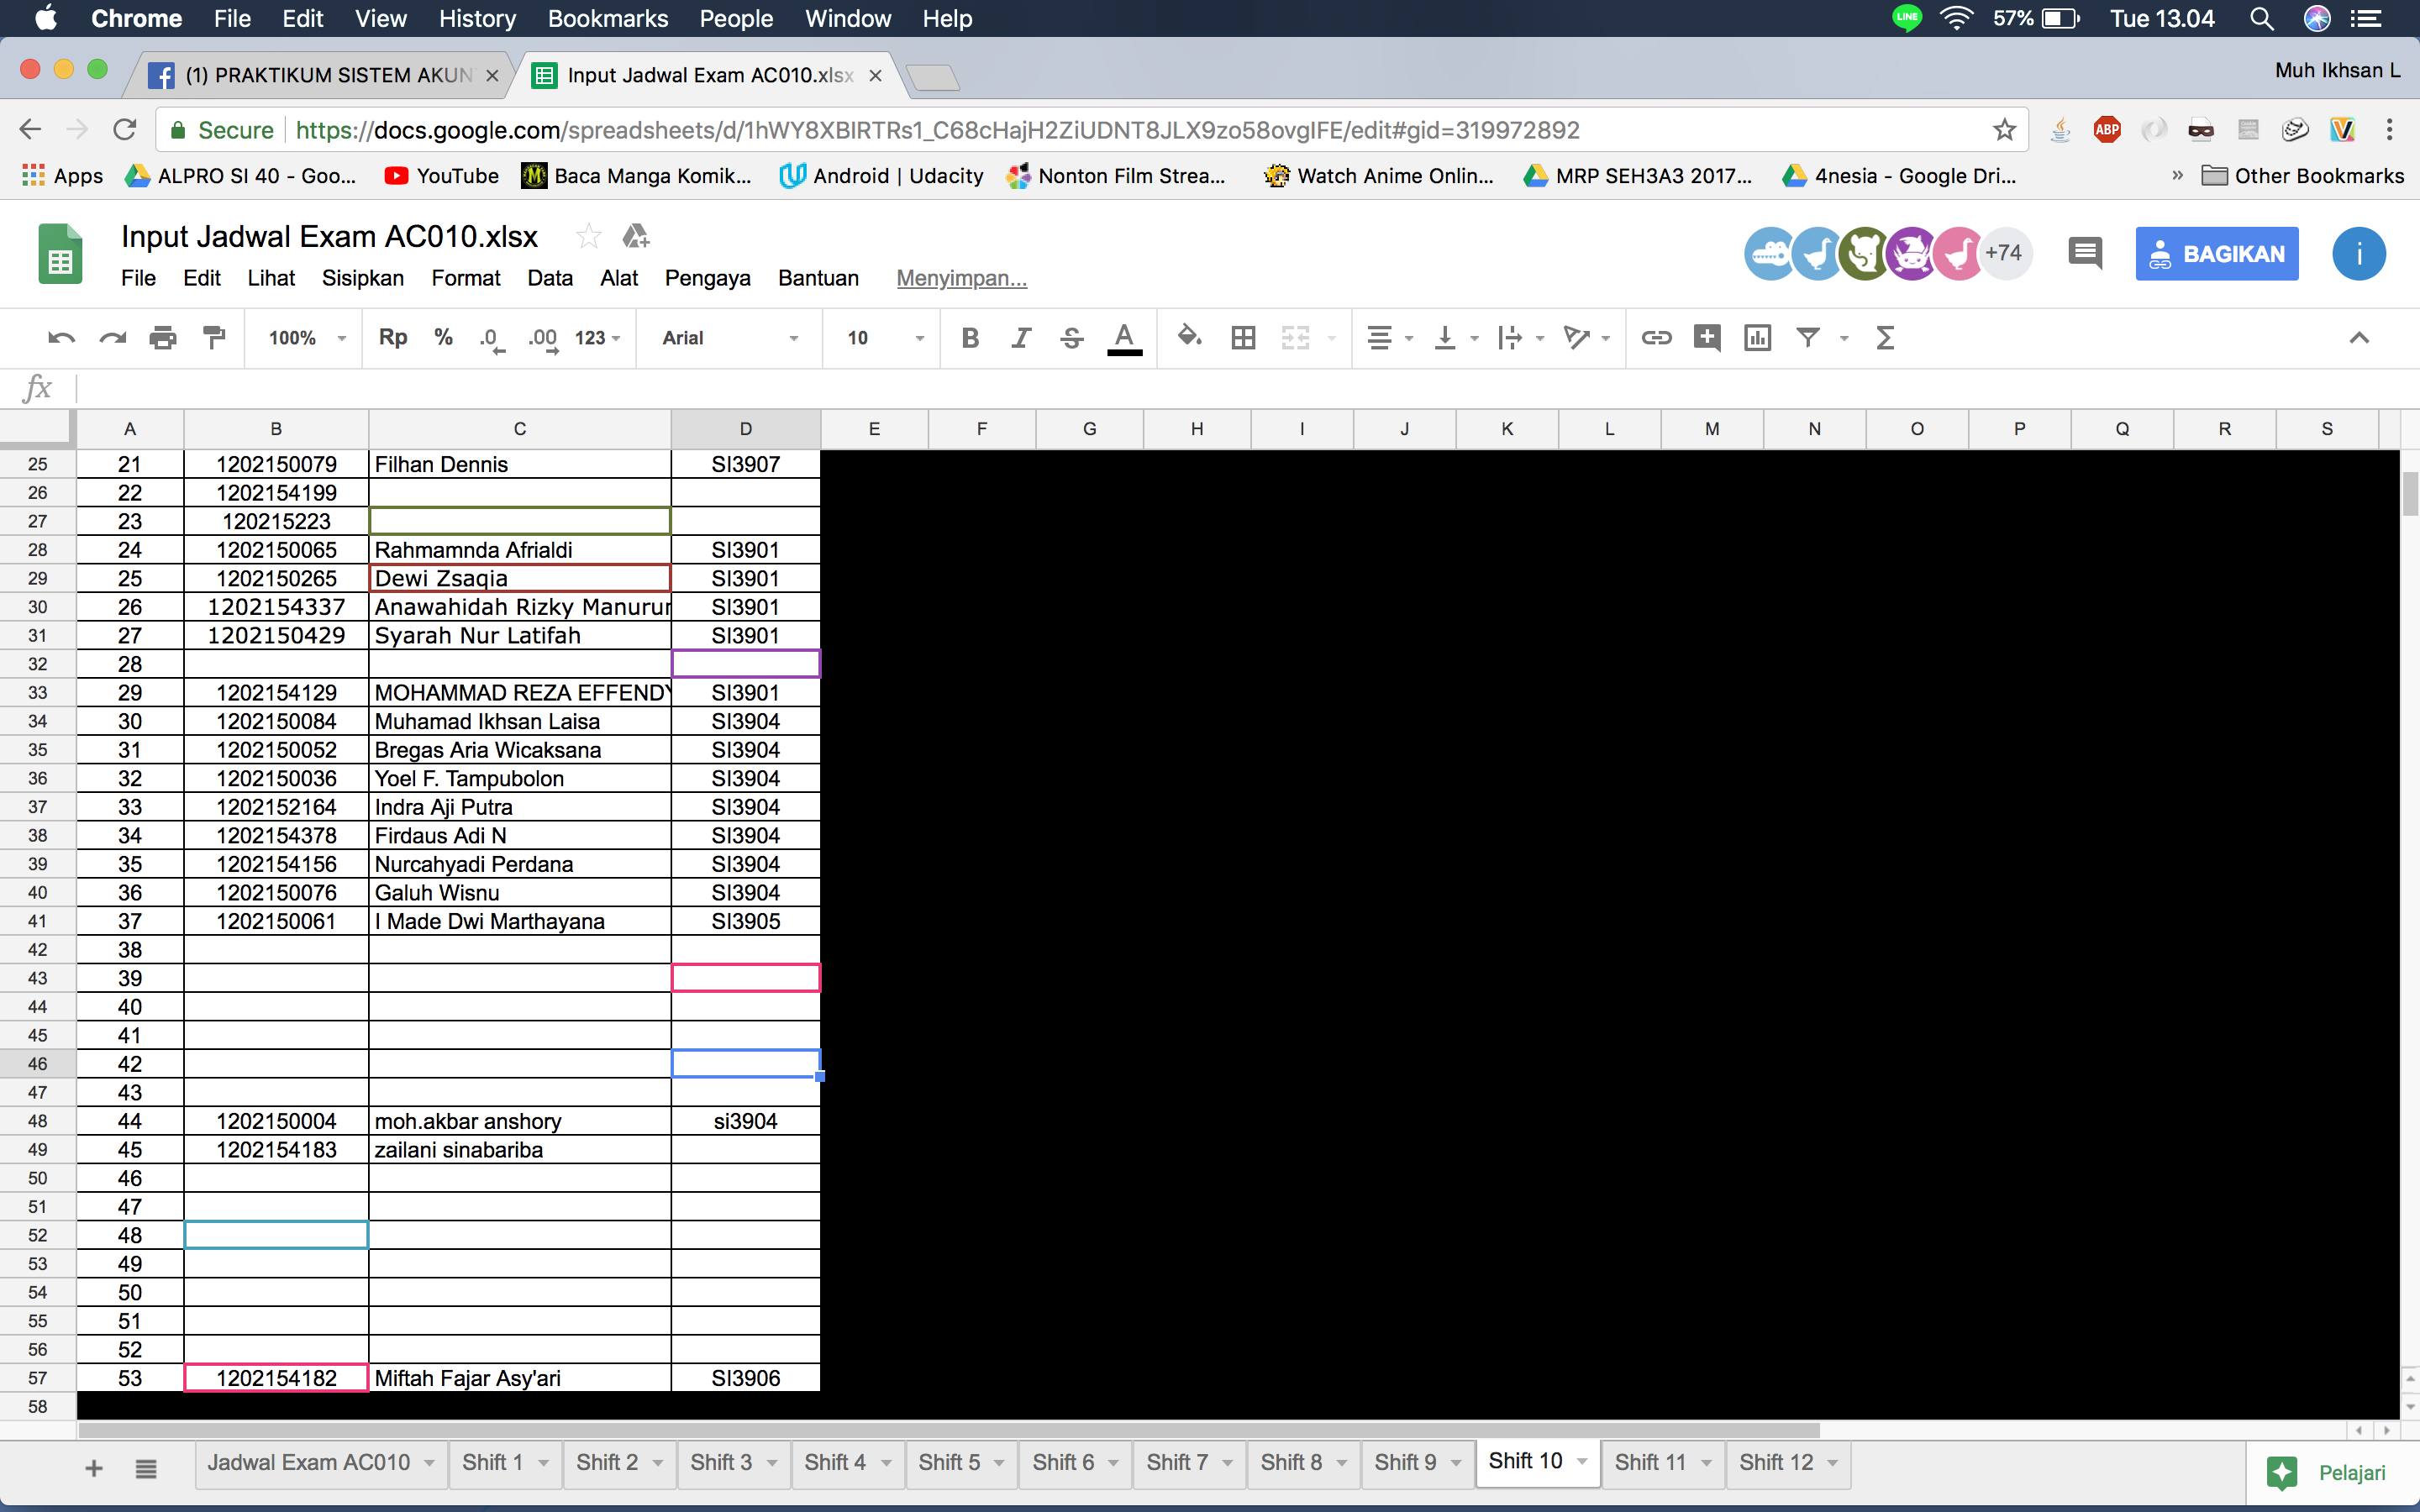 Chrome File Edit View History Bookmarks People Window Help LINE 57% Tue 13.04
(1) PRAKTIKUM SISTEM AKUN Input Jadwal Exam AC010.xlsx Muh Ikhsan L
Secure https://docs.google.com/spreadsheets/d/1hWY8XBIRTRs1_C68cHajH2ZiUDNT8JLX9zo58ovgIFE/edit#gid=319972892 ABP
Apps ALPRO SI 40 - Goo... YouTube Baca Manga Komik... Android | Udacity Nonton Film Strea... Watch Anime Onlin... MRP SEH3A3 2017... 4nesia - Google Dri... » Other Bookmarks
Input Jadwal Exam AC010.xlsx
+74 BAGIKAN i
File Edit Lihat Sisipkan Format Data Alat Pengaya Bantuan Menyimpan...
100% Rp % .0 .00 123 Arial 10 B I S A Σ
fx
A B C D E F G H I J K L M N O P Q R S
25 21 1202150079 Filhan Dennis SI3907
26 22 1202154199
27 23 120215223
28 24 1202150065 Rahmamnda Afrialdi SI3901
29 25 1202150265 Dewi Zsaqia SI3901
30 26 1202154337 Anawahidah Rizky Manurur SI3901
31 27 1202150429 Syarah Nur Latifah SI3901
32 28
33 29 1202154129 MOHAMMAD REZA EFFENDY SI3901
34 30 1202150084 Muhamad Ikhsan Laisa SI3904
35 31 1202150052 Bregas Aria Wicaksana SI3904
36 32 1202150036 Yoel F. Tampubolon SI3904
37 33 1202152164 Indra Aji Putra SI3904
38 34 1202154378 Firdaus Adi N SI3904
39 35 1202154156 Nurcahyadi Perdana SI3904
40 36 1202150076 Galuh Wisnu SI3904
41 37 1202150061 I Made Dwi Marthayana SI3905
42 38
43 39
44 40
45 41
46 42
47 43
48 44 1202150004 moh.akbar anshory si3904
49 45 1202154183 zailani sinabariba
50 46
51 47
52 48
53 49
54 50
55 51
56 52
57 53 1202154182 Miftah Fajar Asy'ari SI3906
58
Jadwal Exam AC010 Shift 1 Shift 2 Shift 3 Shift 4 Shift 5 Shift 6 Shift 7 Shift 8 Shift 9 Shift 10 Shift 11 Shift 12 Pelajari